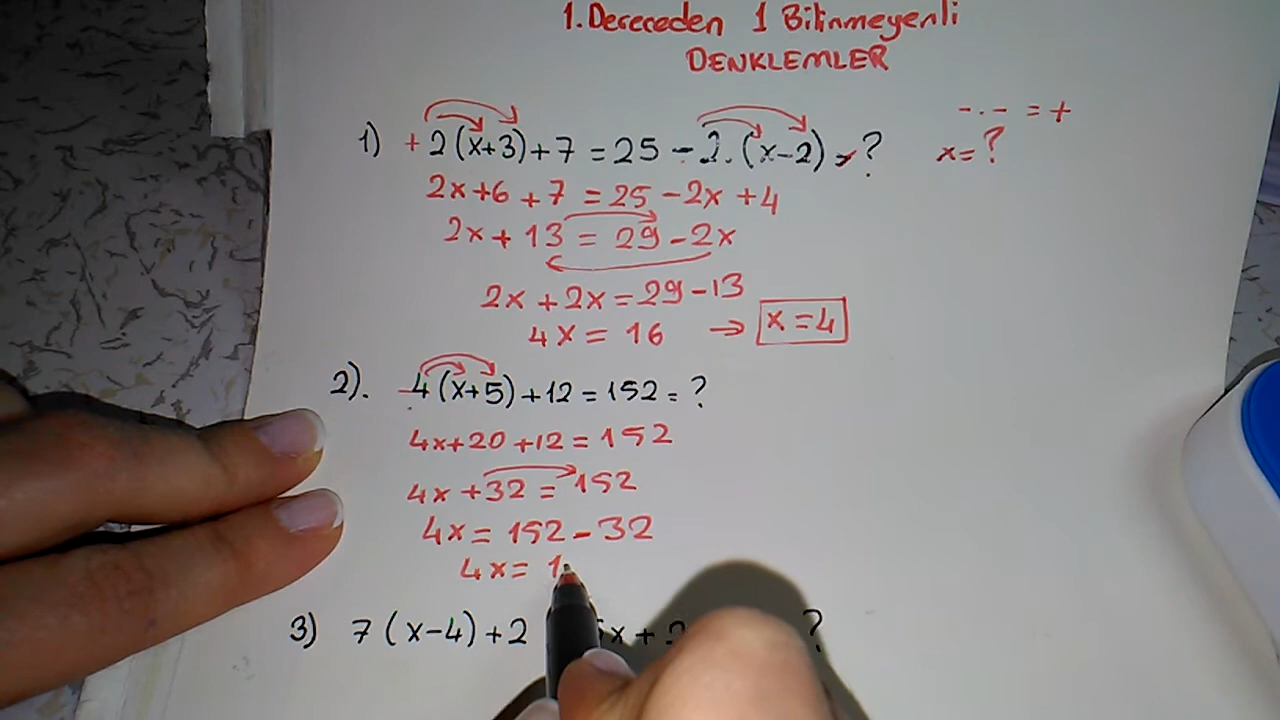 1. Dereceden 1 Bilinmeyenli
DENKLEMLER
-.- = +
1) +2(x+3)+7=25-2.(x-2)=? x=?
2x+6+7=25-2x+4
2x+13=29-2x
2x+2x=29-13
4x=16 → x=4
2). 4(x+5)+12=152=?
4x+20+12=152
4x+32=152
4x=152-32
4x=1
3) 7(x-4)+2 x+ ?